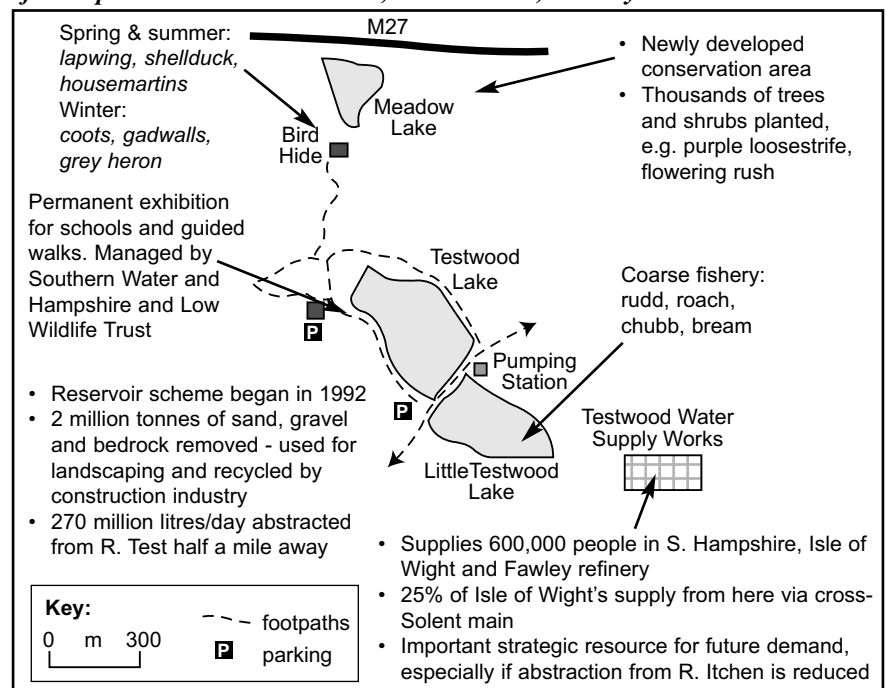 M27
Spring & summer:
lapwing, shellduck,
housemartins
Winter:
coots, gadwalls,
grey heron
Bird
Hide
Meadow
Lake
• Newly developed
conservation area
• Thousands of trees
and shrubs planted,
e.g. purple loosestrife,
flowering rush
Permanent exhibition
for schools and guided
walks. Managed by
Southern Water and
Hampshire and Low
Wildlife Trust
P
Testwood
Lake
Coarse fishery:
rudd, roach,
chubb, bream
Pumping
Station
P
LittleTestwood
Lake
Testwood Water
Supply Works
• Reservoir scheme began in 1992
• 2 million tonnes of sand, gravel
and bedrock removed - used for
landscaping and recycled by
construction industry
• 270 million litres/day abstracted
from R. Test half a mile away
• Supplies 600,000 people in S. Hampshire, Isle of
Wight and Fawley refinery
• 25% of Isle of Wight's supply from here via cross-
Solent main
• Important strategic resource for future demand,
especially if abstraction from R. Itchen is reduced
Key:
0 m 300
footpaths
P parking